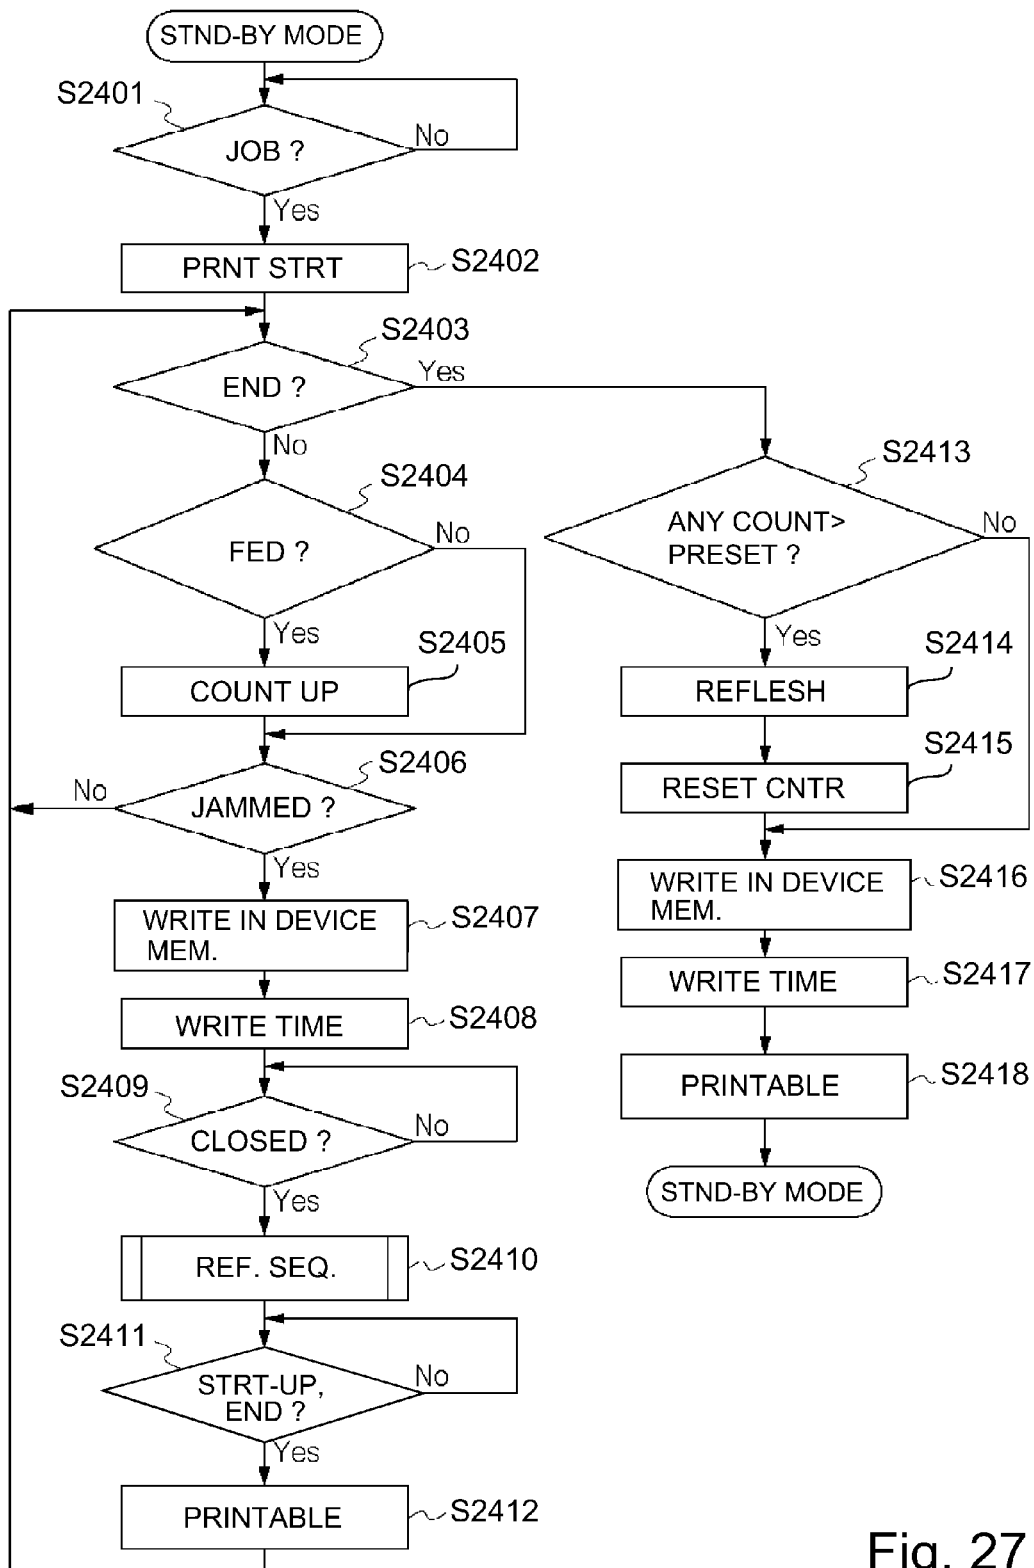 STND-BY MODE
S2401
JOB ?
No
Yes
PRNT STRT
S2402
S2403
END ?
Yes
No
S2404
FED ?
No
Yes
S2405
COUNT UP
S2406
No
JAMMED ?
Yes
WRITE IN DEVICE
MEM.
S2407
WRITE TIME
S2408
S2409
CLOSED ?
No
Yes
REF. SEQ.
S2410
S2411
STRT-UP,
END ?
No
Yes
PRINTABLE
S2412
S2413
ANY COUNT>
PRESET ?
No
Yes
S2414
REFLESH
S2415
RESET CNTR
WRITE IN DEVICE
MEM.
S2416
WRITE TIME
S2417
PRINTABLE
S2418
STND-BY MODE
Fig. 27